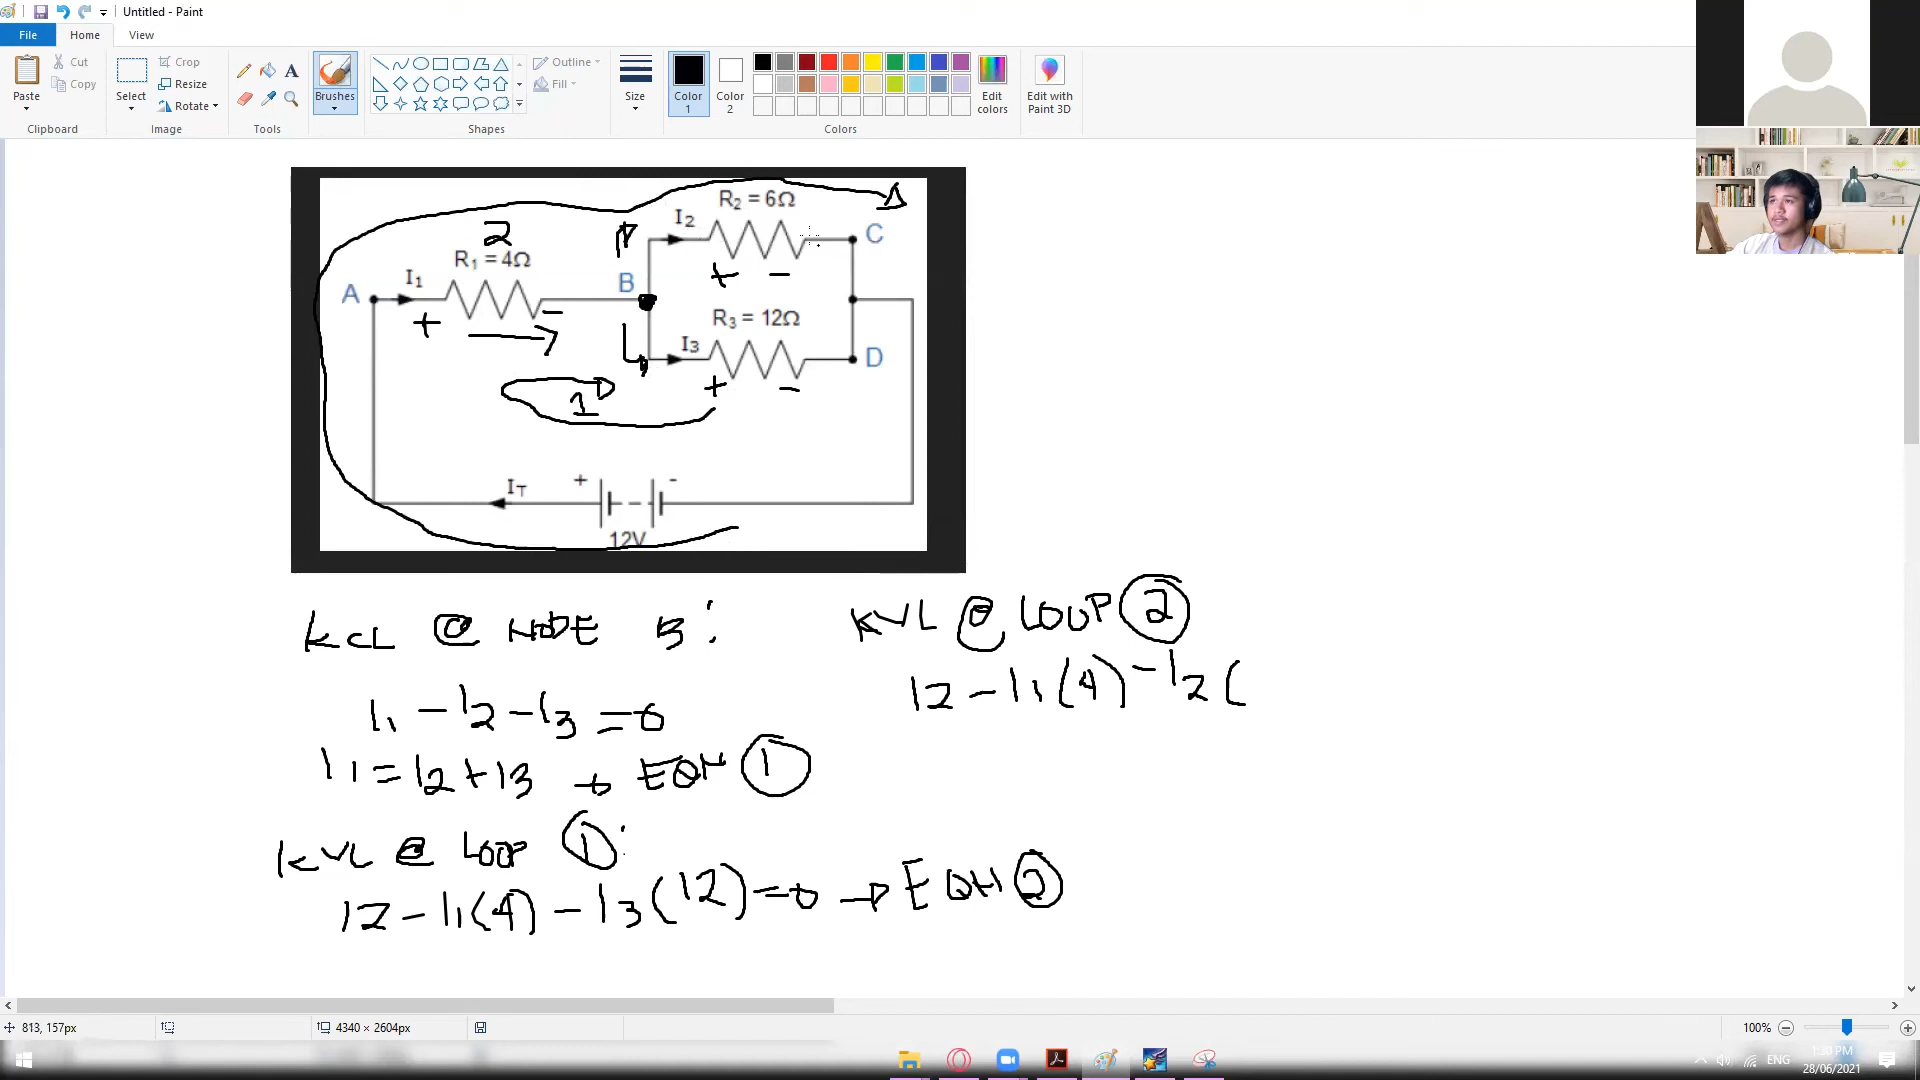 Untitled - Paint
File Home View
Paste Cut Copy Clipboard
Select Crop Resize Rotate Image
Tools
Brushes
Outline Fill Shapes
Size
Color 1 Color 2 Edit colors Colors
Edit with Paint 3D
2
R1 = 4Ω
I1
A
+ -
B
I2
R2 = 6Ω
C
+ -
R3 = 12Ω
I3
D
+ -
1
IT
+ -
12V
KCL @ NODE B:
I1 - I2 - I3 = 0
I1 = I2 + I3 → EQN 1
KVL @ LOOP 1:
12 - I1(4) - I3(12) = 0 → EQN 2
KVL @ LOOP 2
12 - I1(4) - I2(
813, 157px
4340 × 2604px
100%
ENG
1:30 PM
28/06/2021